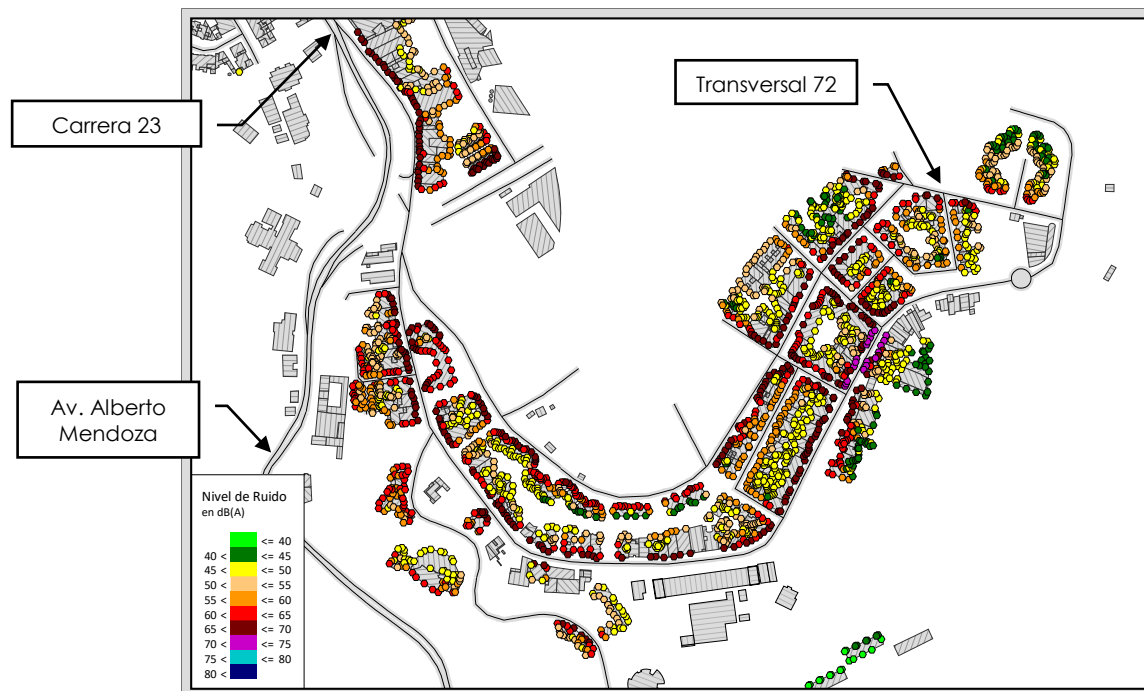 Carrera 23
Transversal 72
Av. Alberto
Mendoza
Nivel de Ruido
en dB(A)
<= 40
40 < <= 45
45 < <= 50
50 < <= 55
55 < <= 60
60 < <= 65
65 < <= 70
70 < <= 75
75 < <= 80
80 <